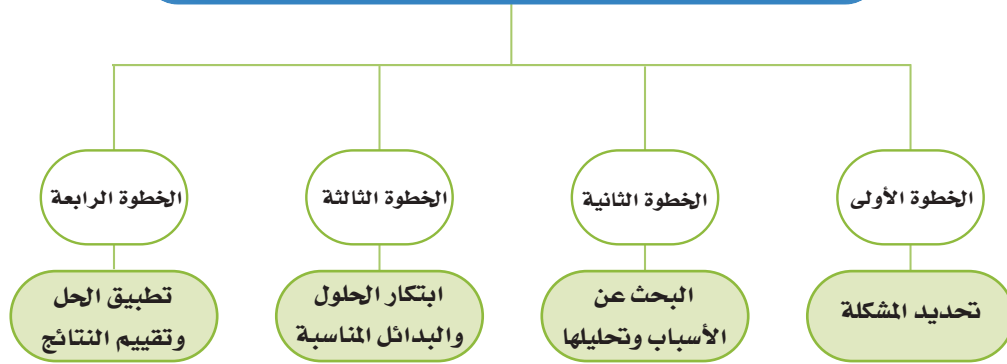 الخطوة الأولى
تحديد المشكلة
الخطوة الثانية
البحث عن
الأسباب وتحليلها
الخطوة الثالثة
ابتكار الحلول
والبدائل المناسبة
الخطوة الرابعة
تطبيق الحل
وتقييم النتائج